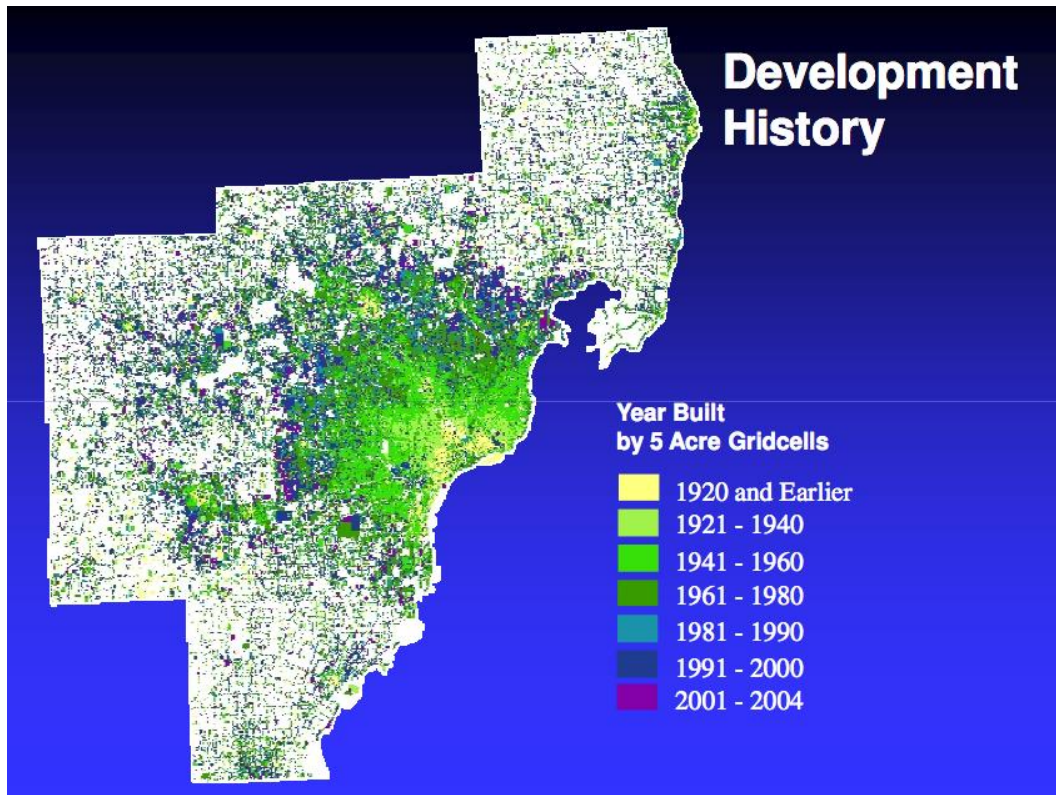 Development
History
Year Built
by 5 Acre Gridcells
1920 and Earlier
1921 - 1940
1941 - 1960
1961 - 1980
1981 - 1990
1991 - 2000
2001 - 2004